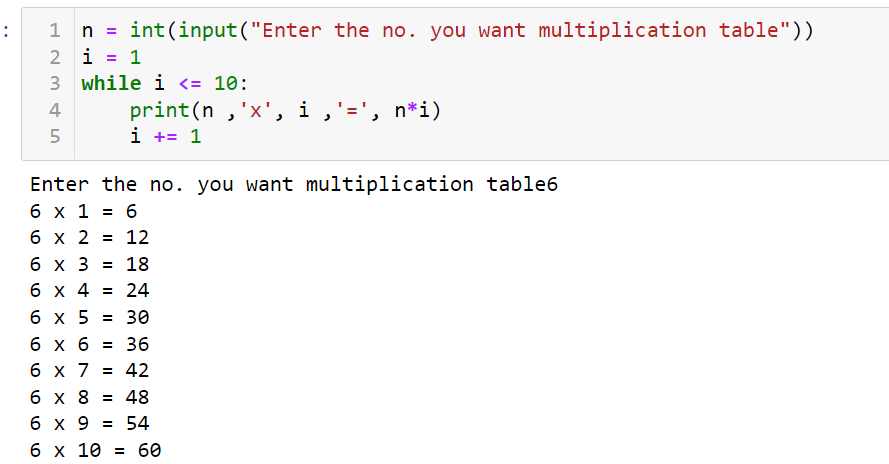 :
1 n = int(input("Enter the no. you want multiplication table"))
2 i = 1
3 while i <= 10:
4     print(n ,'x', i ,'=', n*i)
5     i += 1
Enter the no. you want multiplication table6
6 x 1 = 6
6 x 2 = 12
6 x 3 = 18
6 x 4 = 24
6 x 5 = 30
6 x 6 = 36
6 x 7 = 42
6 x 8 = 48
6 x 9 = 54
6 x 10 = 60